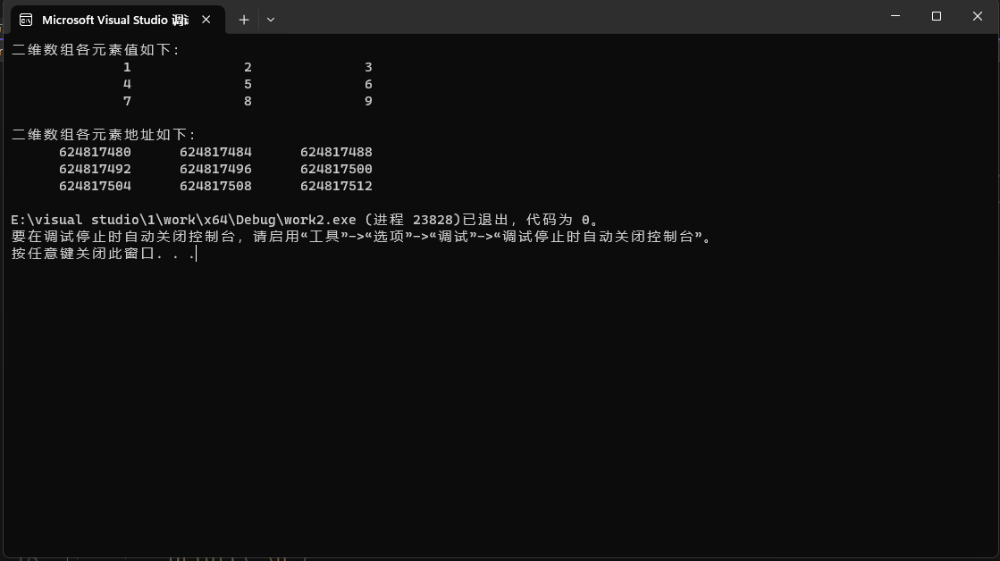 Microsoft Visual Studio 调试
二维数组各元素值如下：
1 2 3
4 5 6
7 8 9
二维数组各元素地址如下：
624817480 624817484 624817488
624817492 624817496 624817500
624817504 624817508 624817512
E:\visual studio\1\work\x64\Debug\work2.exe (进程 23828)已退出，代码为 0。
要在调试停止时自动关闭控制台，请启用“工具”->“选项”->“调试”->“调试停止时自动关闭控制台”。
按任意键关闭此窗口. . .